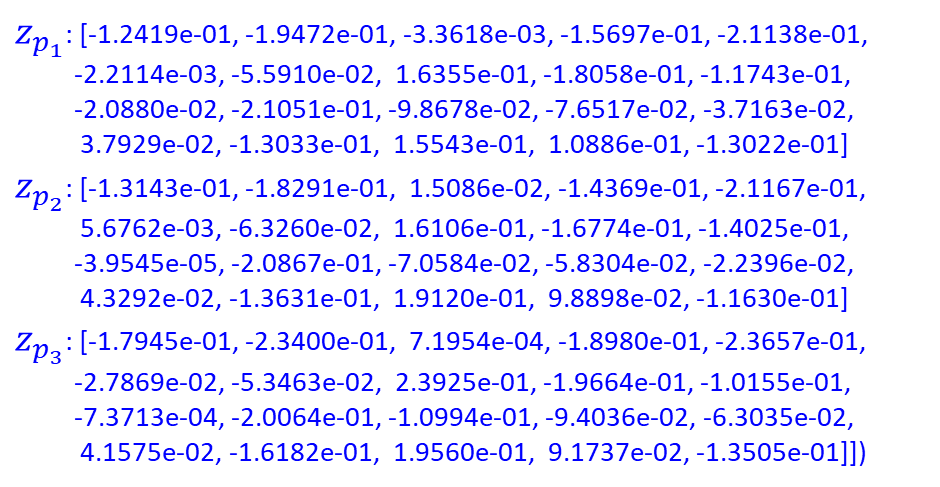 Zp1: [-1.2419e-01, -1.9472e-01, -3.3618e-03, -1.5697e-01, -2.1138e-01,
-2.2114e-03, -5.5910e-02, 1.6355e-01, -1.8058e-01, -1.1743e-01,
-2.0880e-02, -2.1051e-01, -9.8678e-02, -7.6517e-02, -3.7163e-02,
3.7929e-02, -1.3033e-01, 1.5543e-01, 1.0886e-01, -1.3022e-01]
Zp2: [-1.3143e-01, -1.8291e-01, 1.5086e-02, -1.4369e-01, -2.1167e-01,
5.6762e-03, -6.3260e-02, 1.6106e-01, -1.6774e-01, -1.4025e-01,
-3.9545e-05, -2.0867e-01, -7.0584e-02, -5.8304e-02, -2.2396e-02,
4.3292e-02, -1.3631e-01, 1.9120e-01, 9.8898e-02, -1.1630e-01]
Zp3: [-1.7945e-01, -2.3400e-01, 7.1954e-04, -1.8980e-01, -2.3657e-01,
-2.7869e-02, -5.3463e-02, 2.3925e-01, -1.9664e-01, -1.0155e-01,
-7.3713e-04, -2.0064e-01, -1.0994e-01, -9.4036e-02, -6.3035e-02,
4.1575e-02, -1.6182e-01, 1.9560e-01, 9.1737e-02, -1.3505e-01]])